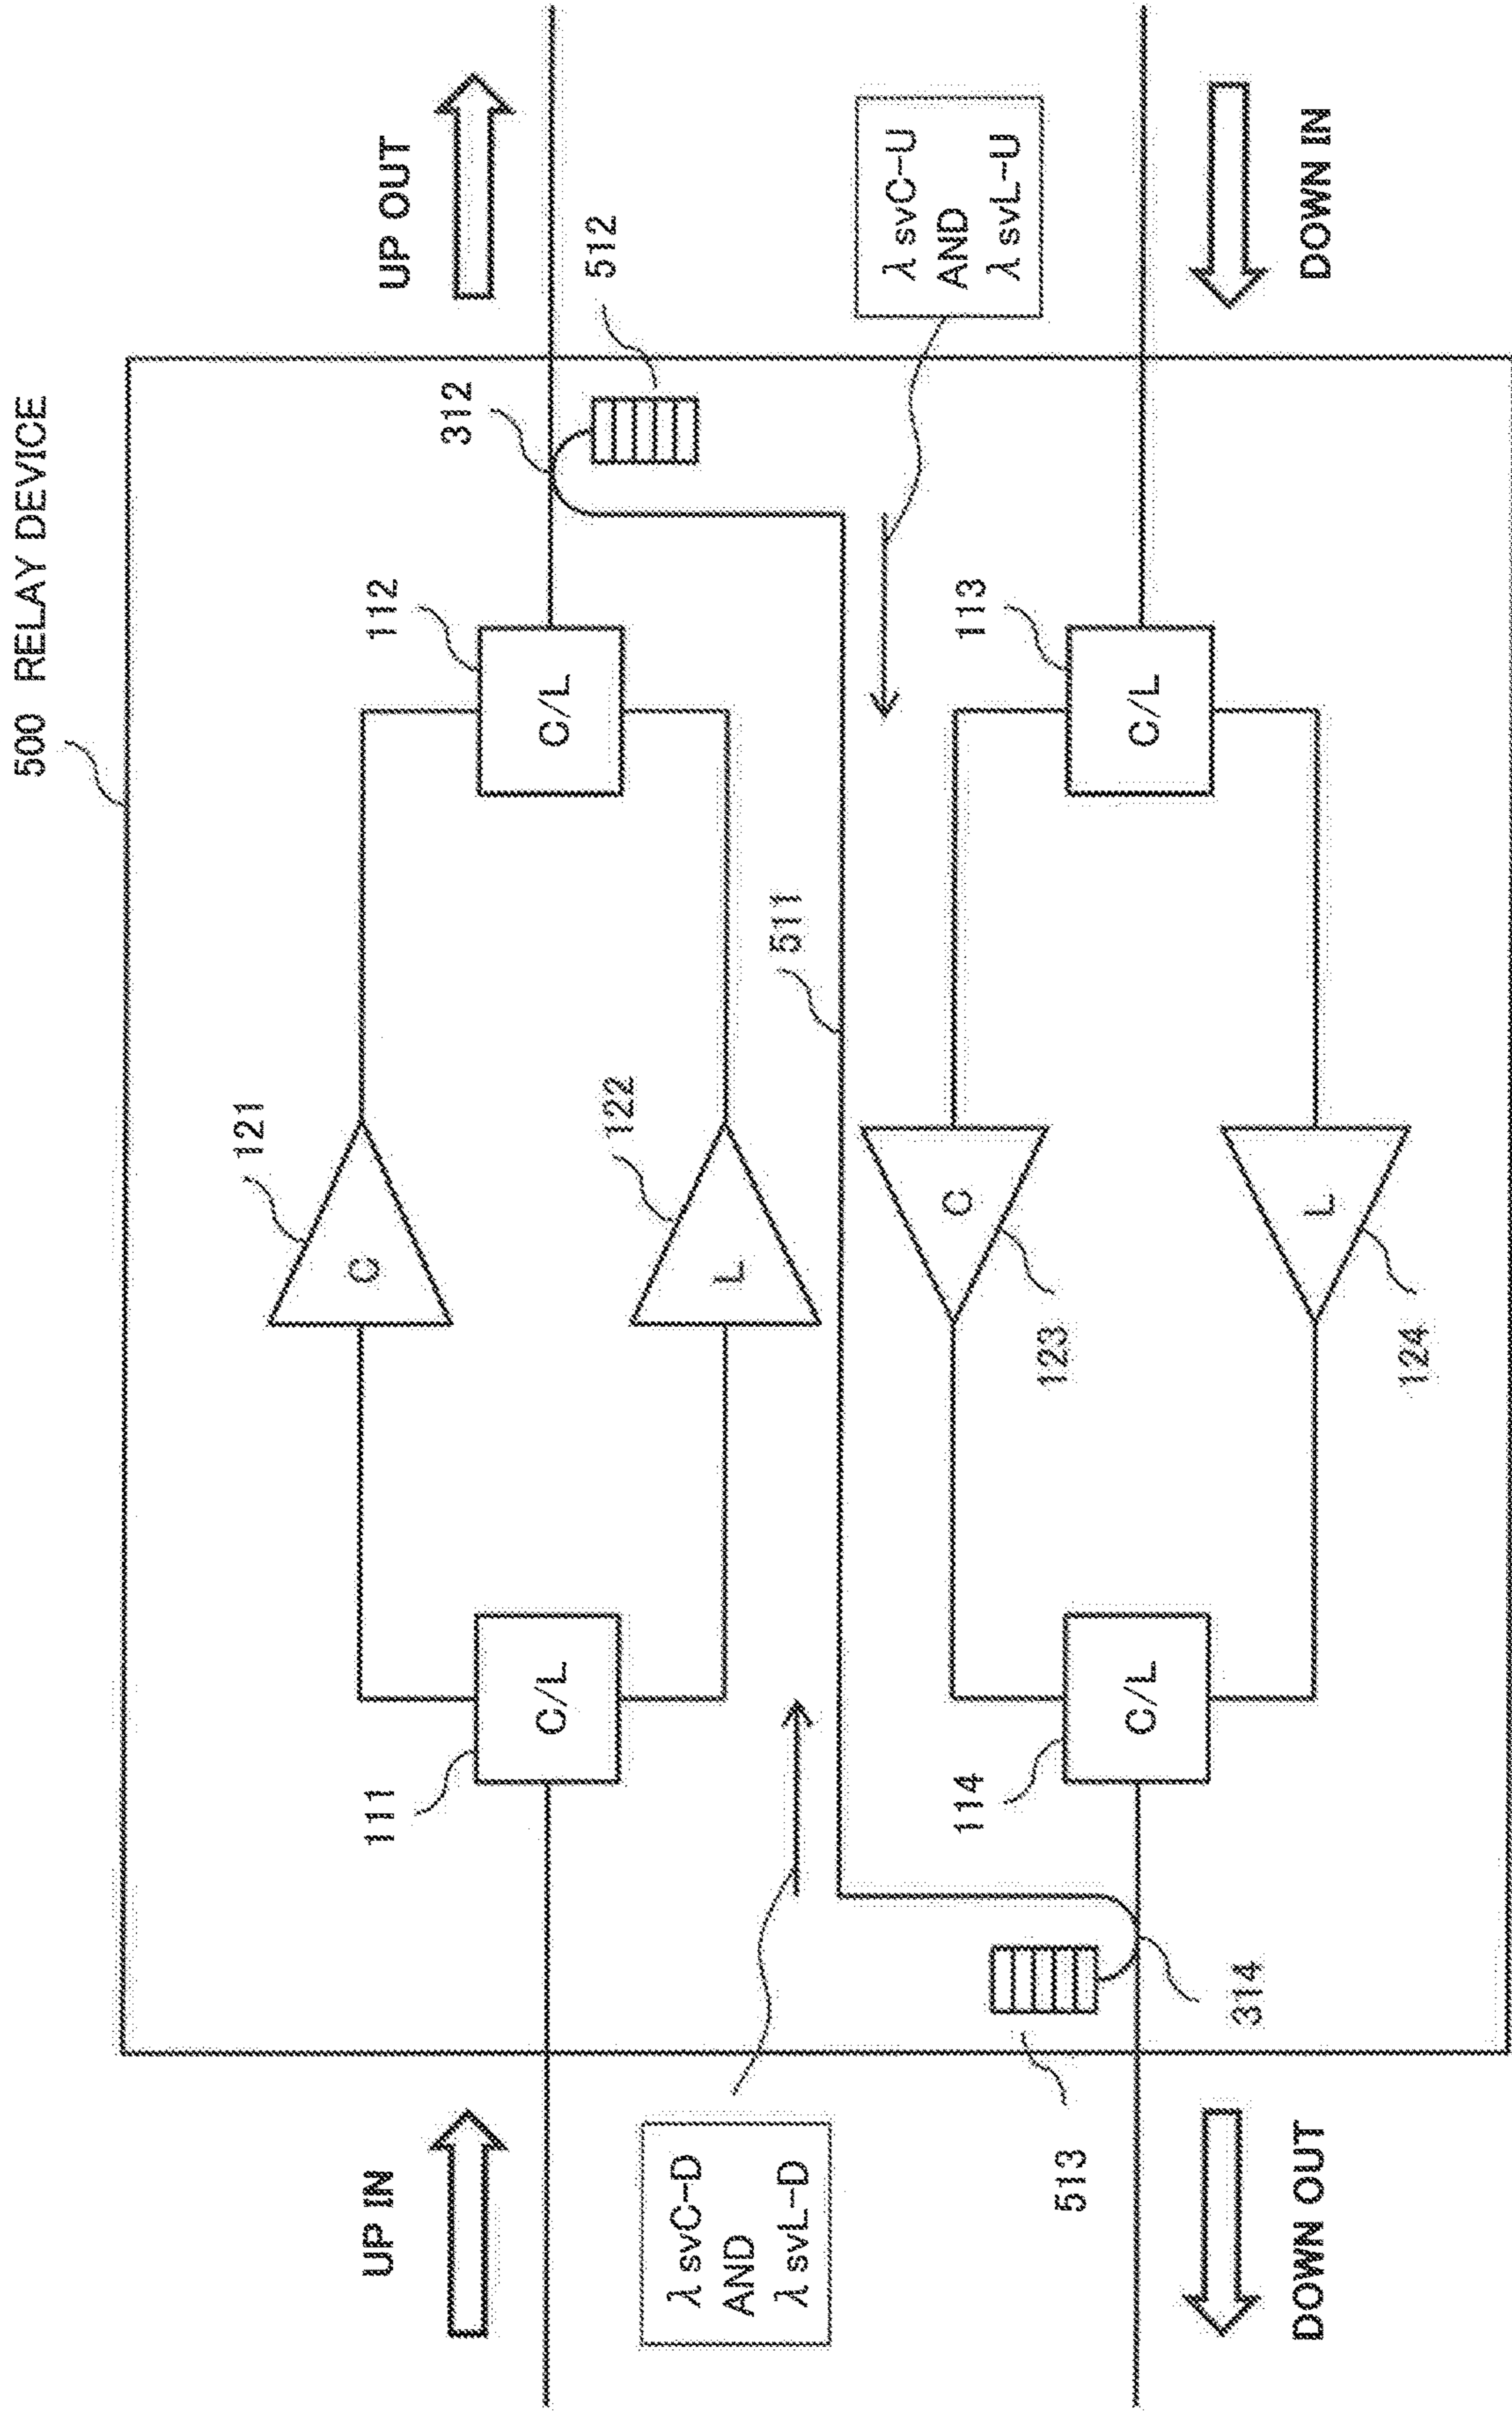 500 RELAY DEVICE
UP IN
UP OUT
121
C
111
C/L
112
C/L
312
512
122
L
λ svC-D
AND
λ svL-D
511
λ svC-U
AND
λ svL-U
513
114
C/L
C
123
113
C/L
314
L
124
DOWN OUT
DOWN IN